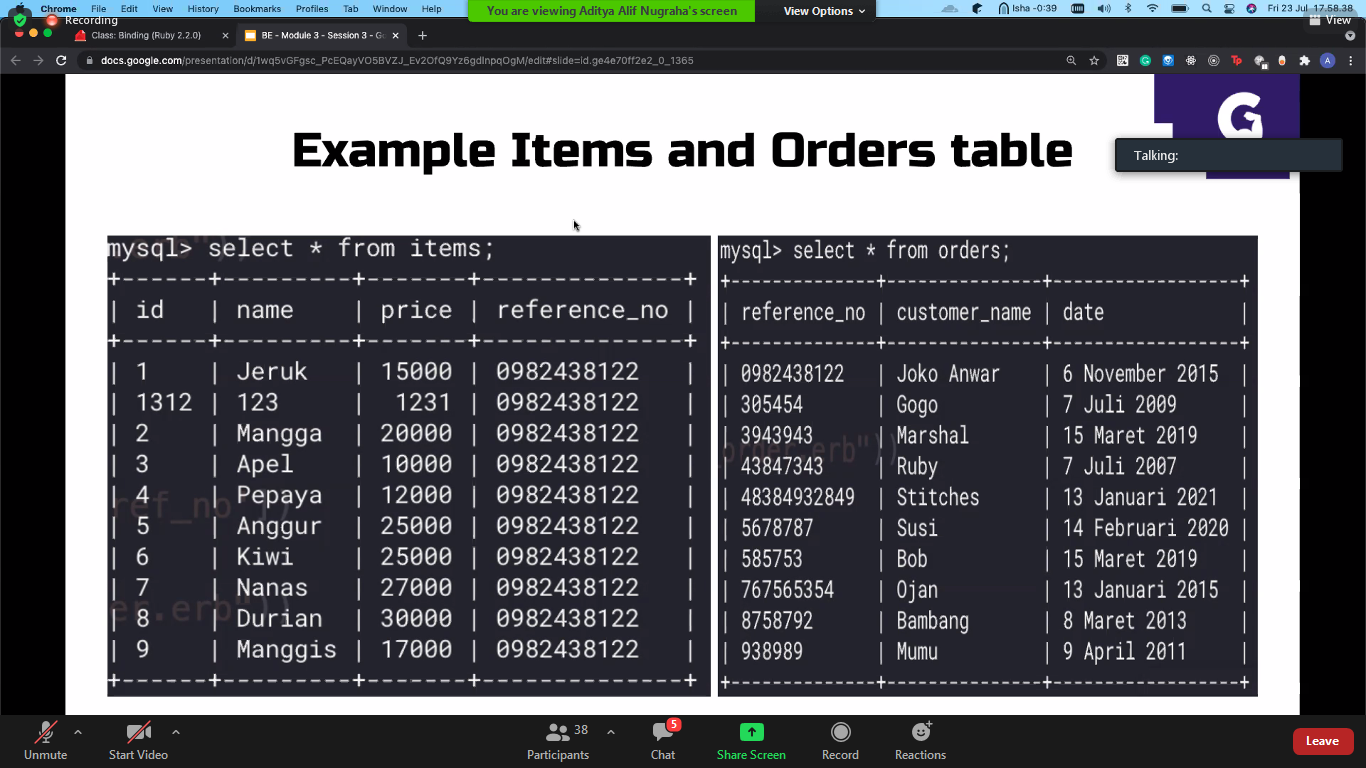 Chrome File Edit View History Bookmarks Profiles Tab Window Help
You are viewing Aditya Alif Nugraha's screen
View Options
Isha -0:39
Fri 23 Jul 17.58.38
Recording
View
Class: Binding (Ruby 2.2.0)
BE - Module 3 - Session 3 - Go
docs.google.com/presentation/d/1wq5vGFgsc_PcEQayVO5BVZJ_Ev2OfQ9Yz6gdInpqOgM/edit#slide=id.ge4e70ff2e2_0_1365
G
Talking:
Example Items and Orders table
mysql> select * from items;
+------+---------+-------+--------------+
| id | name | price | reference_no |
+------+---------+-------+--------------+
| 1 | Jeruk | 15000 | 0982438122 |
| 1312 | 123 | 1231 | 0982438122 |
| 2 | Mangga | 20000 | 0982438122 |
| 3 | Apel | 10000 | 0982438122 |
| 4 | Pepaya | 12000 | 0982438122 |
| 5 | Anggur | 25000 | 0982438122 |
| 6 | Kiwi | 25000 | 0982438122 |
| 7 | Nanas | 27000 | 0982438122 |
| 8 | Durian | 30000 | 0982438122 |
| 9 | Manggis | 17000 | 0982438122 |
+------+---------+-------+--------------+
mysql> select * from orders;
+--------------+---------------+------------------+
| reference_no | customer_name | date |
+--------------+---------------+------------------+
| 0982438122 | Joko Anwar | 6 November 2015 |
| 305454 | Gogo | 7 Juli 2009 |
| 3943943 | Marshal | 15 Maret 2019 |
| 43847343 | Ruby | 7 Juli 2007 |
| 48384932849 | Stitches | 13 Januari 2021 |
| 5678787 | Susi | 14 Februari 2020 |
| 585753 | Bob | 15 Maret 2019 |
| 767565354 | Ojan | 13 Januari 2015 |
| 8758792 | Bambang | 8 Maret 2013 |
| 938989 | Mumu | 9 April 2011 |
+--------------+---------------+------------------+
Unmute
Start Video
Participants
38
Chat
5
Share Screen
Record
Reactions
Leave